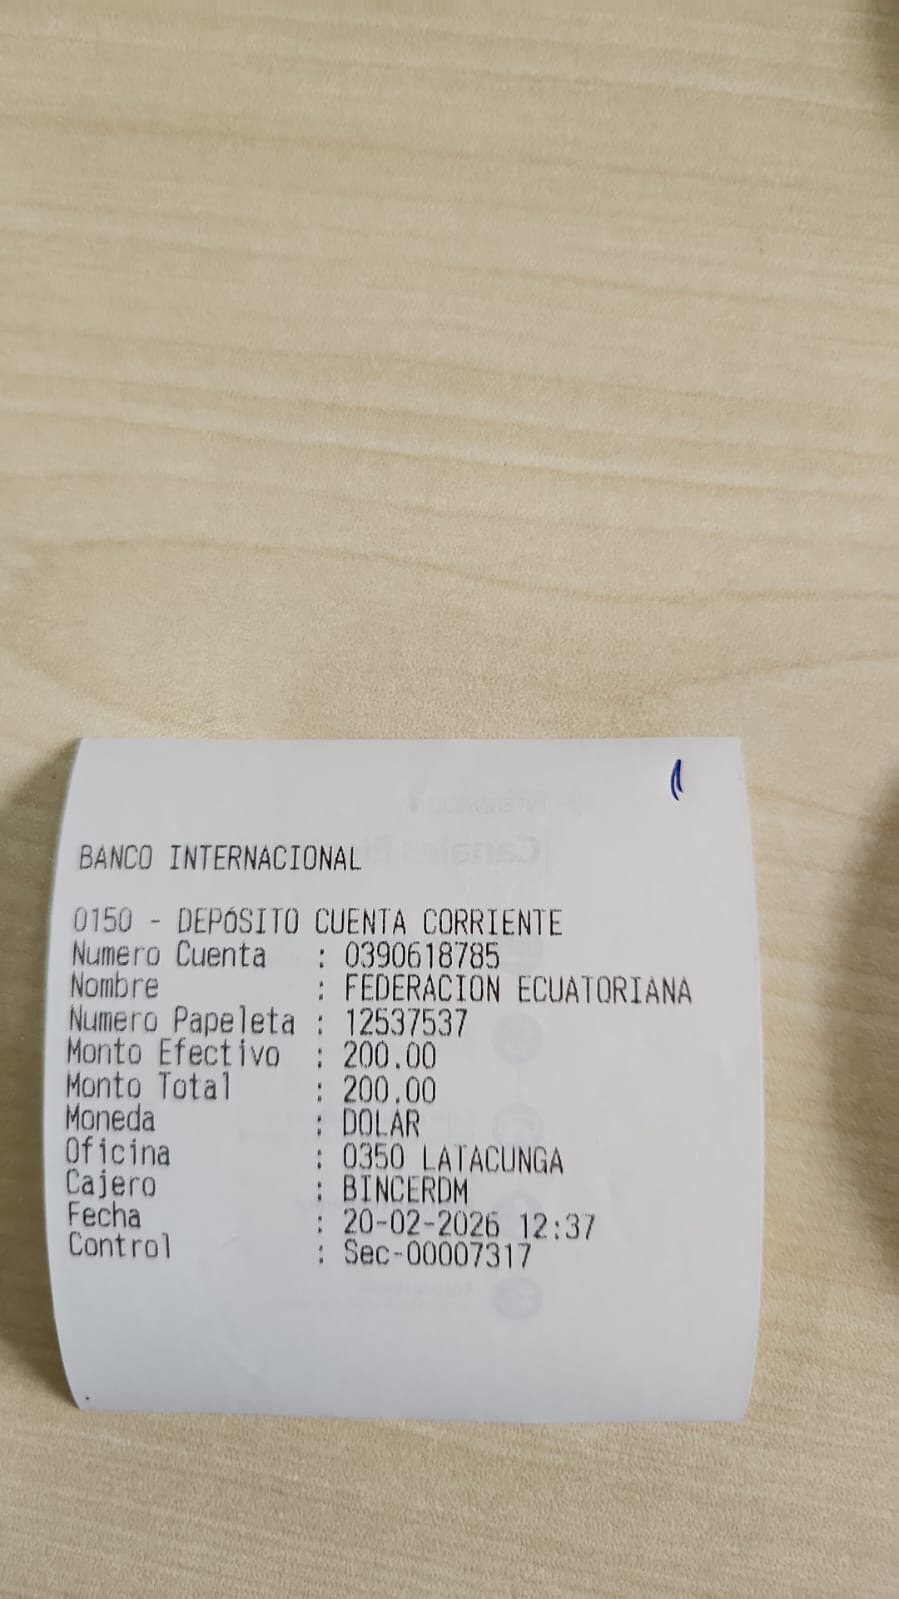 BANCO INTERNACIONAL
0150 - DEPÓSITO CUENTA CORRIENTE
Numero Cuenta : 0390618785
Nombre : FEDERACION ECUATORIANA
Numero Papeleta : 12537537
Monto Efectivo : 200.00
Monto Total : 200.00
Moneda : DOLAR
Oficina : 0350 LATACUNGA
Cajero : BINCERDM
Fecha : 20-02-2026 12:37
Control : Sec-00007317